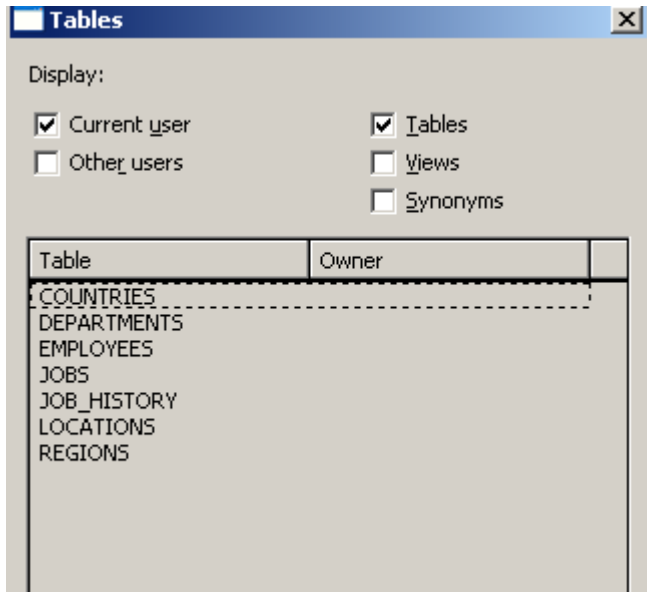 Tables
Display:
Current user Tables
Other users Views
Synonyms
Table Owner
COUNTRIES
DEPARTMENTS
EMPLOYEES
JOBS
JOB_HISTORY
LOCATIONS
REGIONS